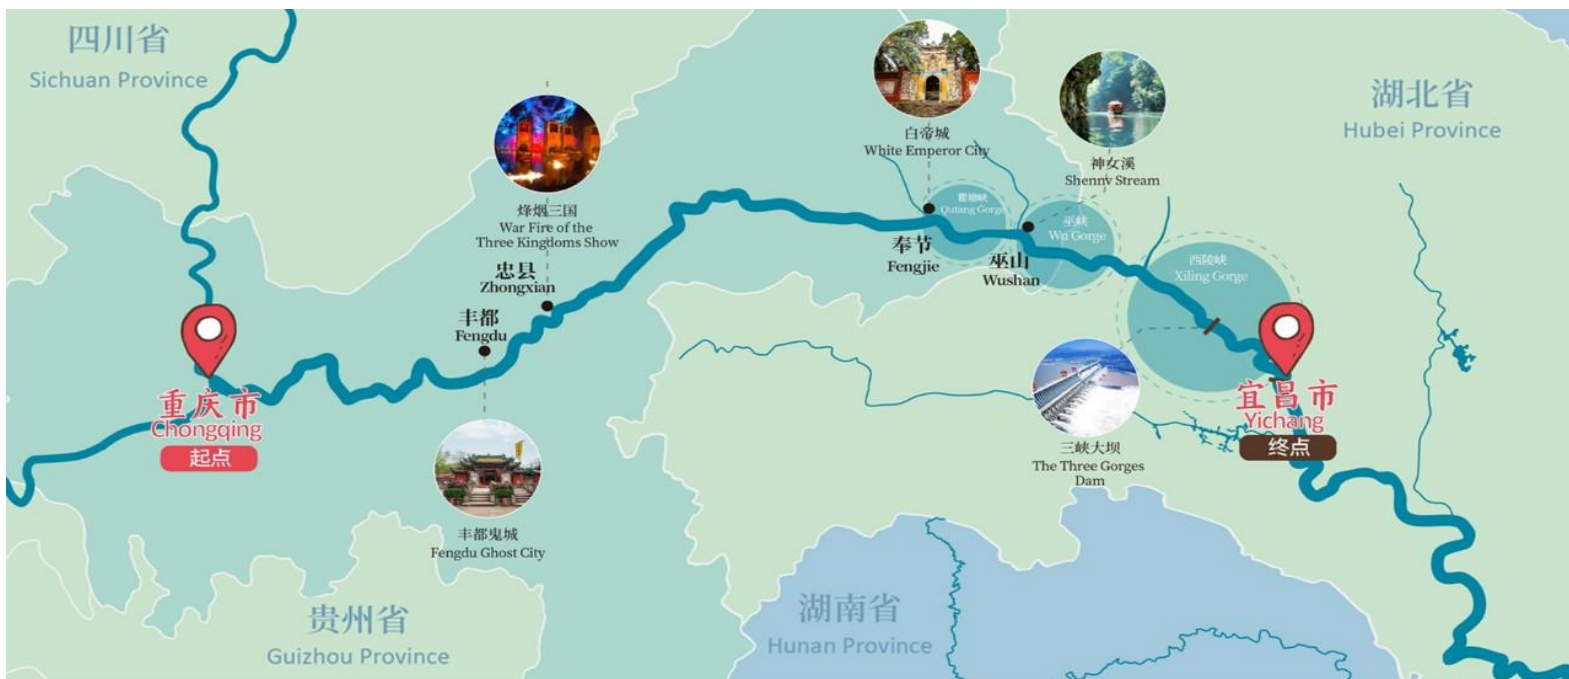 四川省
Sichuan Province
湖北省
Hubei Province
白帝城
White Emperor City
神女溪
Shennv Stream
烽烟三国
War Fire of the
Three Kingdoms Show
忠县
Zhongxian
丰都
Fengdu
瞿塘峡
Qutang Gorge
奉节
Fengjie
巫峡
Wu Gorge
巫山
Wushan
西陵峡
Xiling Gorge
重庆市
Chongqing
起点
宜昌市
Yichang
终点
三峡大坝
The Three Gorges
Dam
丰都鬼城
Fengdu Ghost City
贵州省
Guizhou Province
湖南省
Hunan Province